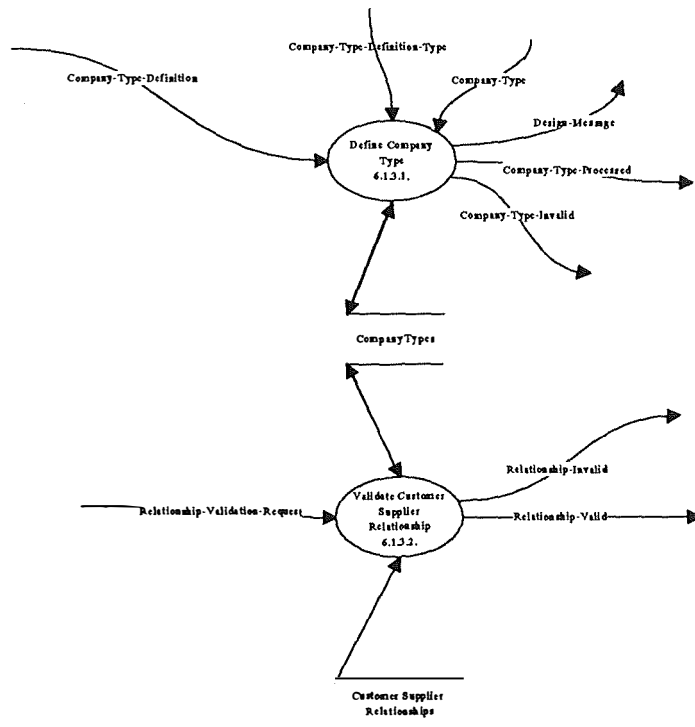 Company-Type-Definition-Type
Company-Type-Definition
Company-Type
Design-Message
Define Company
Type
6.1.3.1.
Company-Type-Processed
Company-Type-Invalid
CompanyTypes
Relationship-Invalid
Validate Customer
Supplier
Relationship
6.1.3.2.
Relationship-Validation-Request
Relationship-Valid
Customer Supplier
Relationships